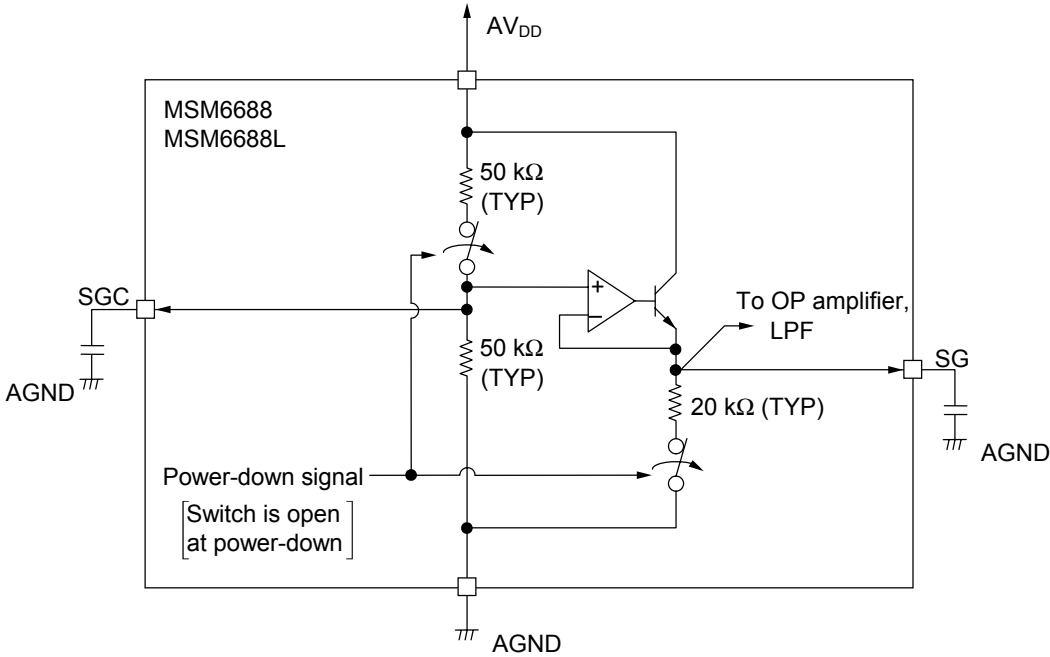 AVDD
MSM6688
MSM6688L
50 kΩ
(TYP)
SGC
+
−
To OP amplifier,
LPF
50 kΩ
(TYP)
SG
AGND
20 kΩ (TYP)
AGND
Power-down signal
[Switch is open
at power-down]
AGND